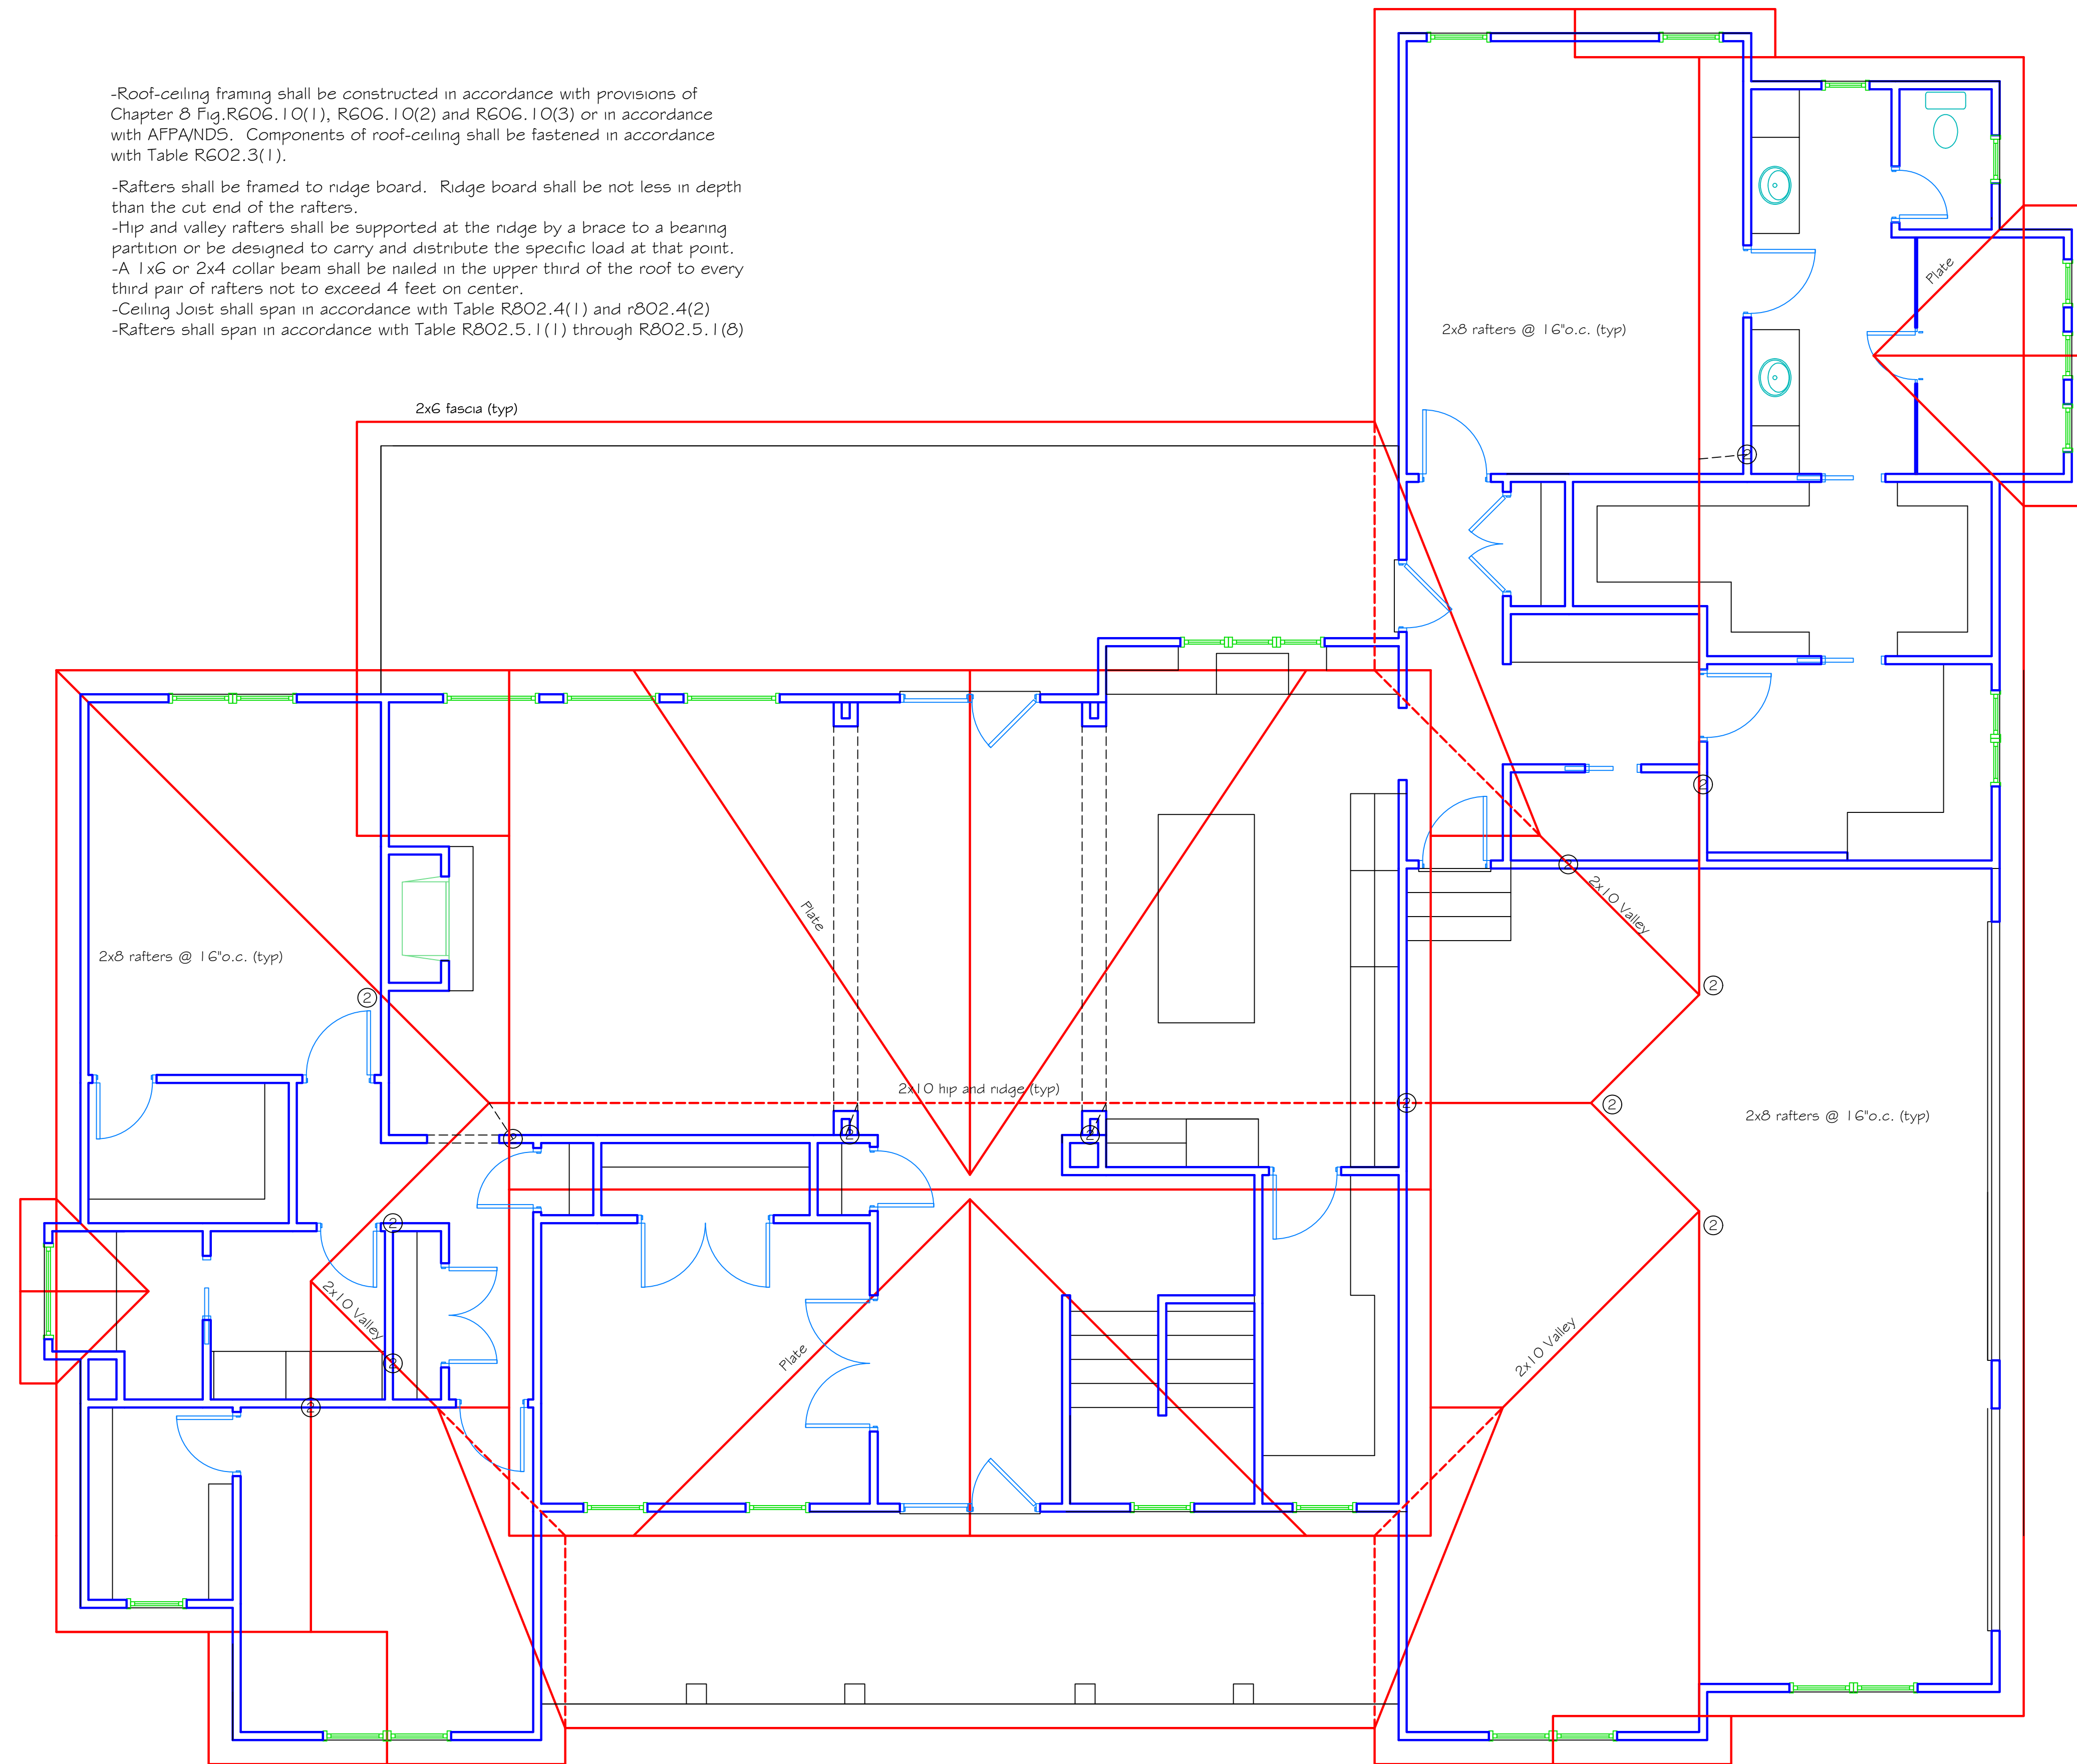 -Roof-ceiling framing shall be constructed in accordance with provisions of
Chapter 8 Fig.R606.10(1), R606.10(2) and R606.10(3) or in accordance
with AFPA/NDS.  Components of roof-ceiling shall be fastened in accordance
with Table R602.3(1).
-Rafters shall be framed to ridge board.  Ridge board shall be not less in depth
than the cut end of the rafters.
-Hip and valley rafters shall be supported at the ridge by a brace to a bearing
partition or be designed to carry and distribute the specific load at that point.
-A 1x6 or 2x4 collar beam shall be nailed in the upper third of the roof to every
third pair of rafters not to exceed 4 feet on center.
-Ceiling Joist shall span in accordance with Table R802.4(1) and r802.4(2)
-Rafters shall span in accordance with Table R802.5.1(1) through R802.5.1(8)
Plate
2x8 rafters @ 16"o.c. (typ)
2x6 fascia (typ)
2
2
2
2x10 Valley
Plate
2x8 rafters @ 16"o.c. (typ)
2
2
2x10 hip and ridge (typ)
2
2
2x8 rafters @ 16"o.c. (typ)
2
2
2
2
2
2x10 Valley
2x10 Valley
Plate
2
2